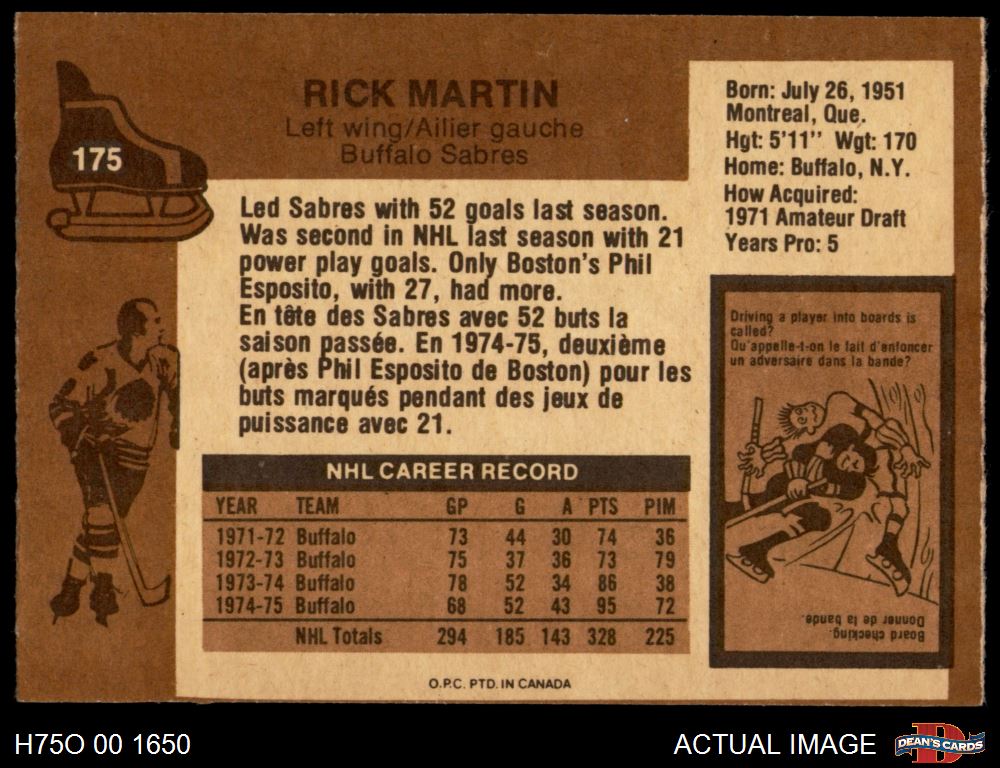 175
RICK MARTIN
Left wing/Ailier gauche
Buffalo Sabres
Born: July 26, 1951
Montreal, Que.
Hgt: 5'11" Wgt: 170
Home: Buffalo, N.Y.
How Acquired:
1971 Amateur Draft
Years Pro: 5
Led Sabres with 52 goals last season.
Was second in NHL last season with 21
power play goals. Only Boston's Phil
Esposito, with 27, had more.
En tête des Sabres avec 52 buts la
saison passée. En 1974-75, deuxième
(après Phil Esposito de Boston) pour les
buts marqués pendant des jeux de
puissance avec 21.
Driving a player into boards is
called?
Qu'appelle-t-on le fait d'enfoncer
un adversaire dans la bande?
Board checking.
Donner de la bande.
NHL CAREER RECORD
YEAR TEAM GP G A PTS PIM
1971-72 Buffalo 73 44 30 74 36
1972-73 Buffalo 75 37 36 73 79
1973-74 Buffalo 78 52 34 86 38
1974-75 Buffalo 68 52 43 95 72
NHL Totals 294 185 143 328 225
O.P.C. PTD. IN CANADA
H75O 00 1650
ACTUAL IMAGE
D
DEAN'S CARDS